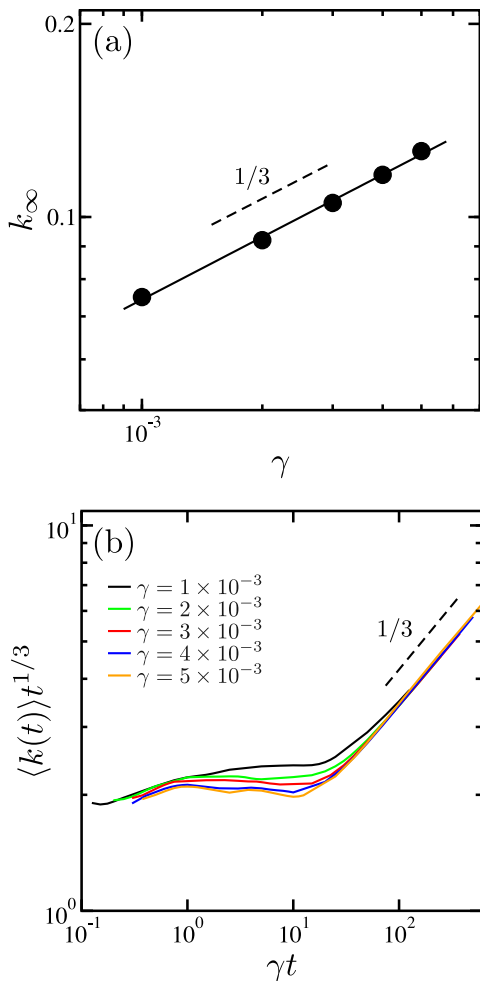 0.2
(a)
1/3
k∞
0.1
10⁻³
γ
10¹
(b)
γ = 1 × 10⁻³
γ = 2 × 10⁻³
γ = 3 × 10⁻³
γ = 4 × 10⁻³
γ = 5 × 10⁻³
1/3
⟨k(t)⟩t^{1/3}
10⁰
10⁻¹ 10⁰ 10¹ 10²
γt